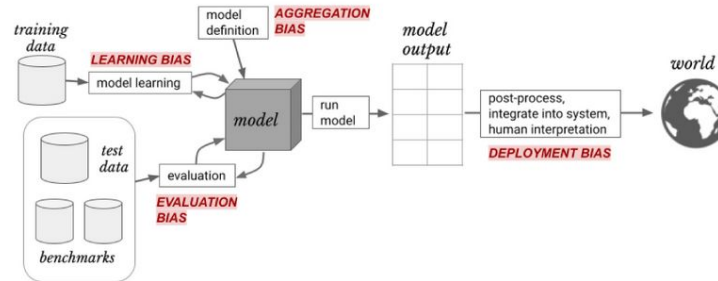 training
data
model
definition
AGGREGATION
BIAS
LEARNING BIAS
model learning
model
output
world
model
run
model
post-process,
integrate into system,
human interpretation
DEPLOYMENT BIAS
test
data
evaluation
EVALUATION
BIAS
benchmarks